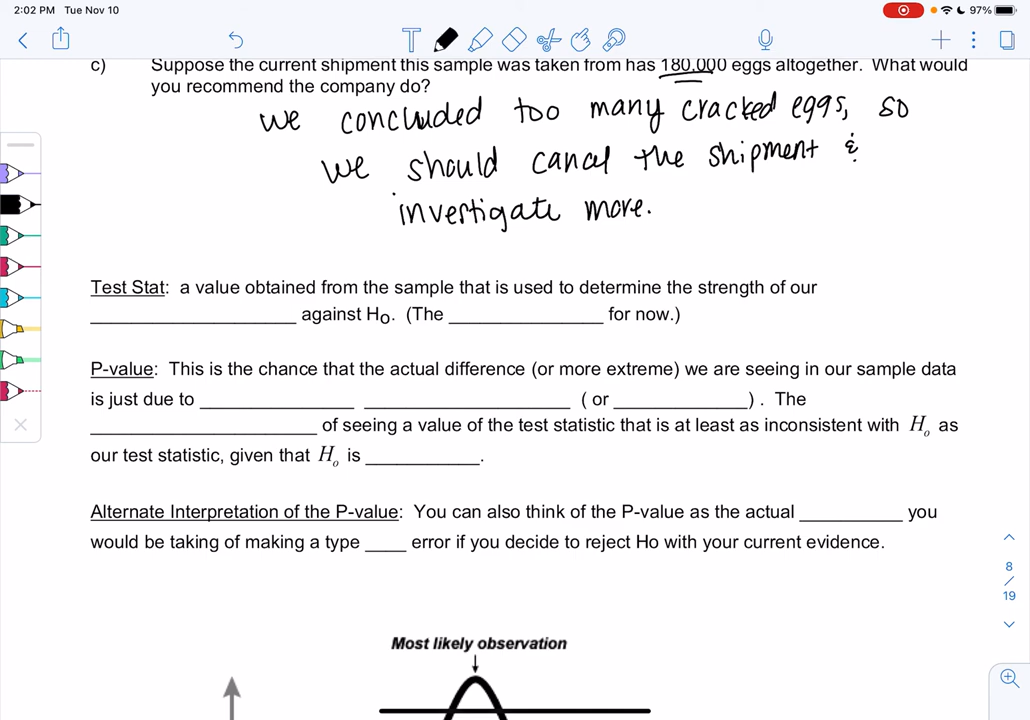 2:02 PM Tue Nov 10
97%
c) Suppose the current shipment this sample was taken from has 180,000 eggs altogether. What would
you recommend the company do?
we concluded too many cracked eggs, so
we should cancel the shipment &
investigate more.
Test Stat: a value obtained from the sample that is used to determine the strength of our
____________________ against Ho. (The _______________ for now.)
P-value: This is the chance that the actual difference (or more extreme) we are seeing in our sample data
is just due to _______________ ____________________ ( or _____________ ) . The
______________________ of seeing a value of the test statistic that is at least as inconsistent with Ho as
our test statistic, given that Ho is ___________.
Alternate Interpretation of the P-value: You can also think of the P-value as the actual __________ you
would be taking of making a type ____ error if you decide to reject Ho with your current evidence.
8
/
19
Most likely observation